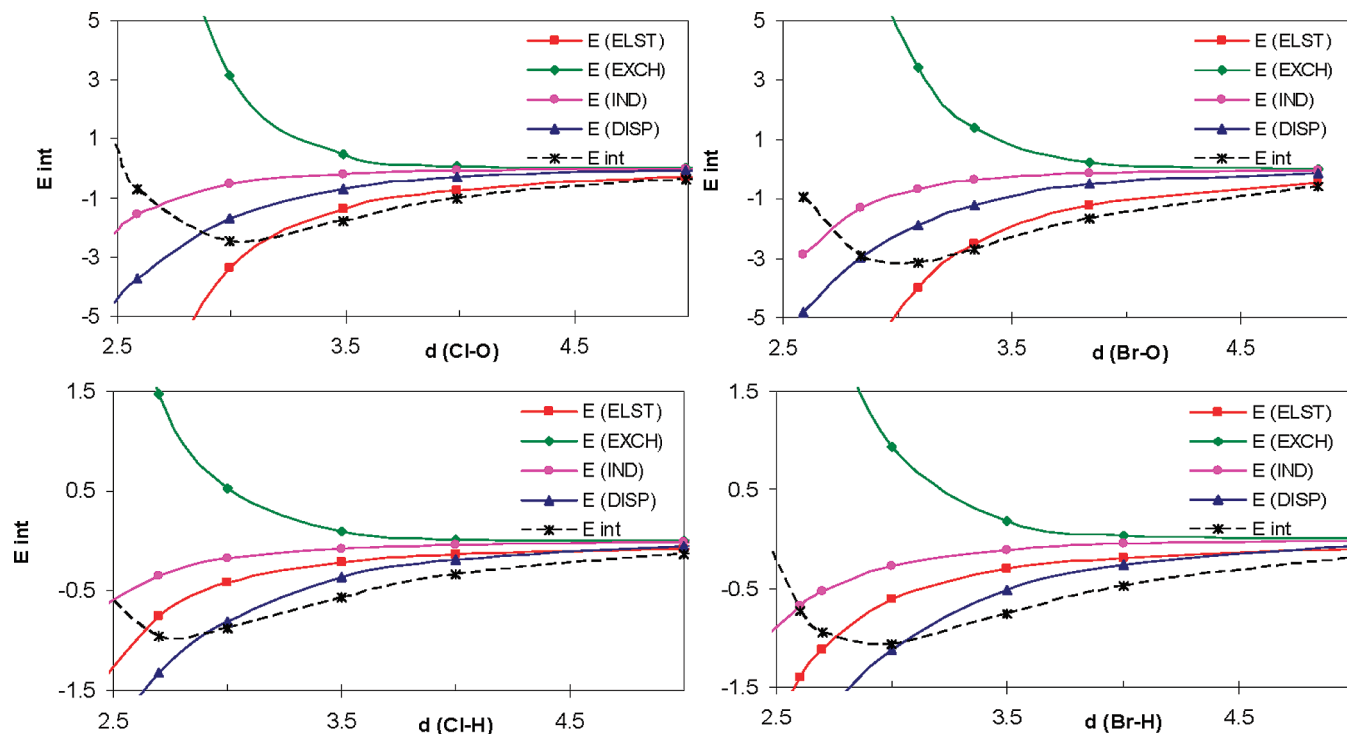 5
3
1
-1
-3
-5
E int
2.5
3.5
4.5
d (Cl-O)
E (ELST)
E (EXCH)
E (IND)
E (DISP)
E int
5
3
1
-1
-3
-5
E int
2.5
3.5
4.5
d (Br-O)
E (ELST)
E (EXCH)
E (IND)
E (DISP)
E int
1.5
0.5
-0.5
-1.5
E int
2.5
3.5
4.5
d (Cl-H)
E (ELST)
E (EXCH)
E (IND)
E (DISP)
E int
1.5
0.5
-0.5
-1.5
2.5
3.5
4.5
d (Br-H)
E (ELST)
E (EXCH)
E (IND)
E (DISP)
E int